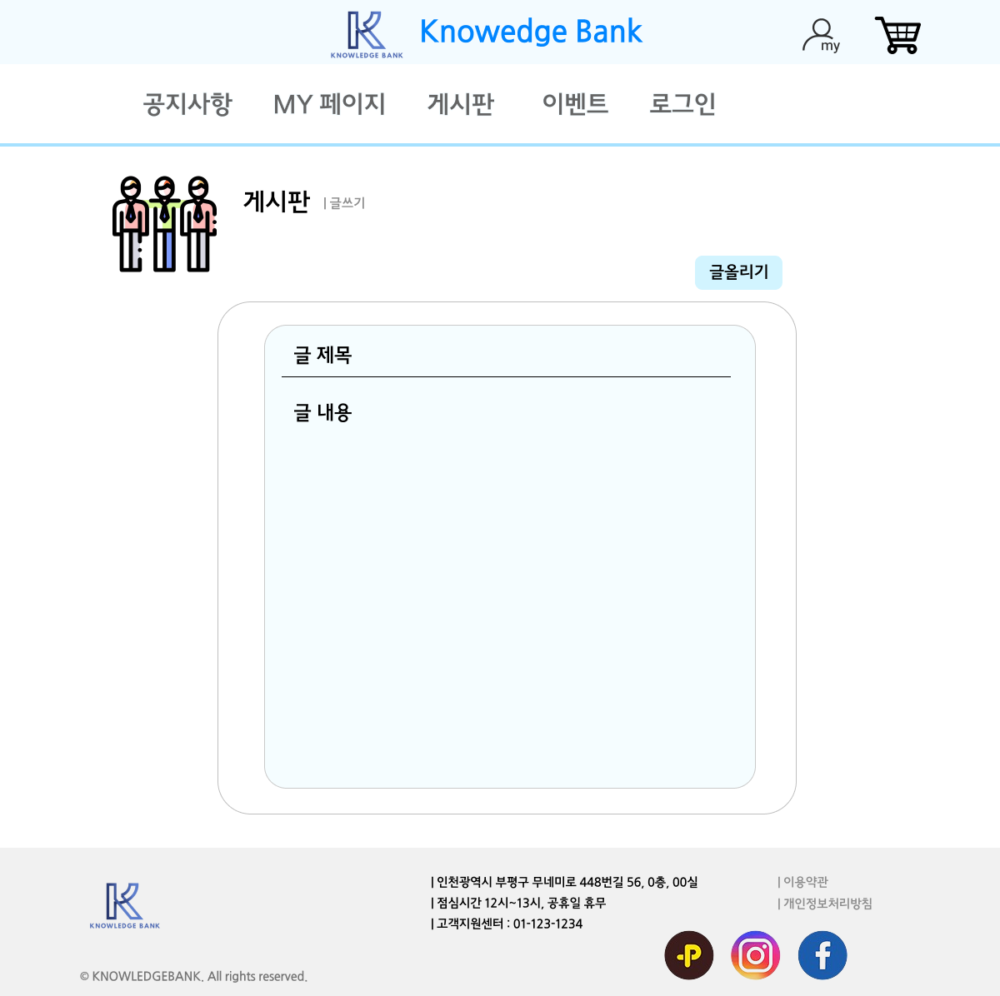 KNOWLEDGE BANK
Knowedge Bank
my
공지사항 MY 페이지 게시판 이벤트 로그인
게시판 | 글쓰기
글올리기
글 제목
글 내용
KNOWLEDGE BANK
| 인천광역시 부평구 무네미로 448번길 56, 0층, 00실
| 점심시간 12시~13시, 공휴일 휴무
| 고객지원센터 : 01-123-1234
| 이용약관
| 개인정보처리방침
© KNOWLEDGEBANK. All rights reserved.